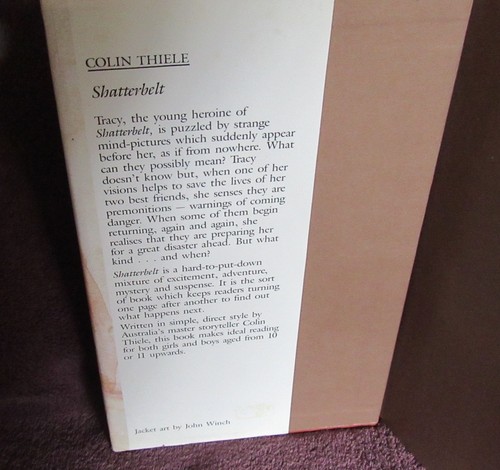 COLIN THIELE
Shatterbelt
Tracy, the young heroine of
Shatterbelt, is puzzled by strange
mind-pictures which suddenly appear
before her, as if from nowhere. What
can they possibly mean? Tracy
doesn't know but, when one of her
visions helps to save the lives of her
two best friends, she senses they are
premonitions — warnings of coming
danger. When some of them begin
returning, again and again, she
realises that they are preparing her
for a great disaster ahead. But what
kind . . . and when?
Shatterbelt is a hard-to-put-down
mixture of excitement, adventure,
mystery and suspense. It is the sort
of book which keeps readers turning
one page after another to find out
what happens next.
Written in simple, direct style by
Australia's master storyteller Colin
Thiele, this book makes ideal reading
for both girls and boys aged from 10
or 11 upwards.
Jacket art by John Winch